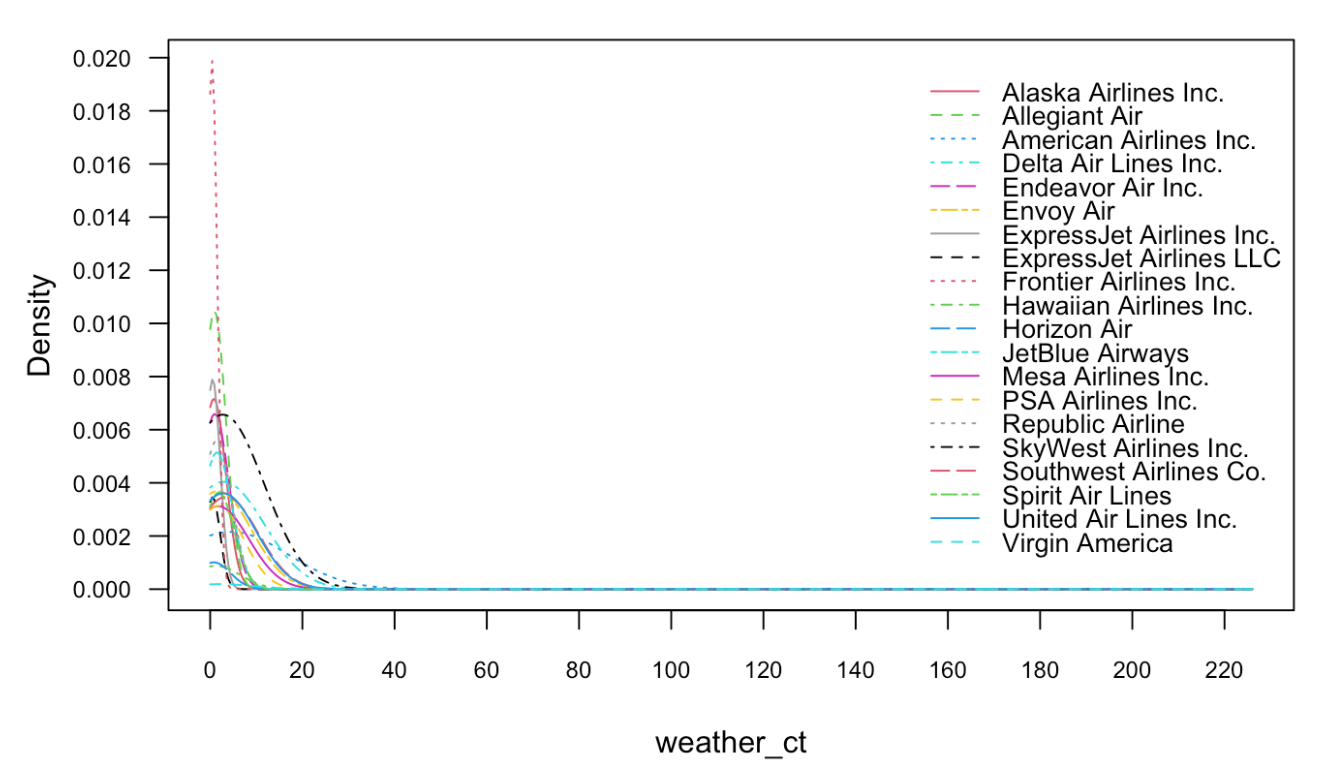 0.020
0.018
0.016
0.014
0.012
0.010
0.008
0.006
0.004
0.002
0.000
Density
Alaska Airlines Inc.
Allegiant Air
American Airlines Inc.
Delta Air Lines Inc.
Endeavor Air Inc.
Envoy Air
ExpressJet Airlines Inc.
ExpressJet Airlines LLC
Frontier Airlines Inc.
Hawaiian Airlines Inc.
Horizon Air
JetBlue Airways
Mesa Airlines Inc.
PSA Airlines Inc.
Republic Airline
SkyWest Airlines Inc.
Southwest Airlines Co.
Spirit Air Lines
United Air Lines Inc.
Virgin America
0 20 40 60 80 100 120 140 160 180 200 220
weather_ct